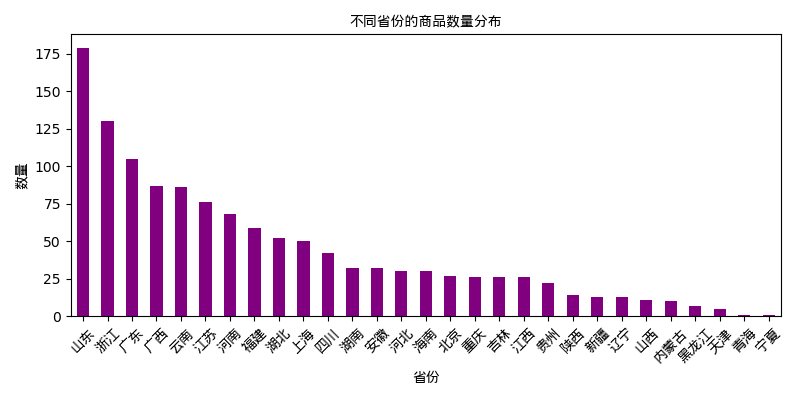 不同省份的商品数量分布
数量
175
150
125
100
75
50
25
0
山东 浙江 广东 广西 云南 江苏 河南 福建 湖北 上海 四川 湖南 安徽 河北 海南 北京 重庆 吉林 江西 贵州 陕西 新疆 辽宁 山西 内蒙古 黑龙江 天津 青海 宁夏
省份